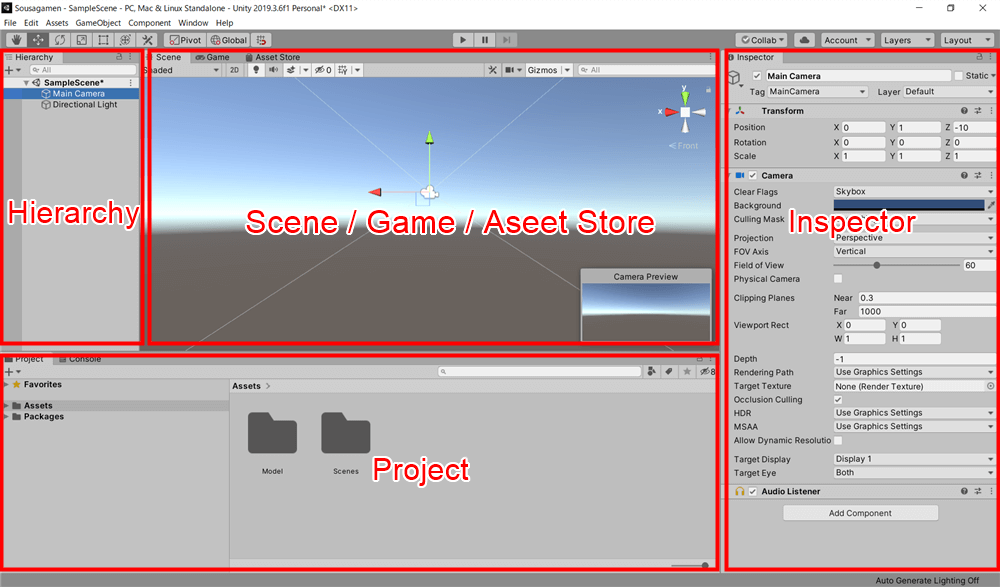 Sousagamen - SampleScene - PC, Mac & Linux Standalone - Unity 2019.3.6f1 Personal* <DX11>
File Edit Assets GameObject Component Window Help
Pivot Global Collab Account Layers Layout
Hierarchy
All
SampleScene*
Main Camera
Directional Light
Hierarchy
Scene Game Asset Store
haded 2D 0 Gizmos All
y
x
Front
Scene / Game / Aseet Store
Camera Preview
Inspector
Main Camera Static
Tag MainCamera Layer Default
Transform
Position X 0 Y 1 Z -10
Rotation X 0 Y 0 Z 0
Scale X 1 Y 1 Z 1
Camera
Clear Flags Skybox
Background
Culling Mask
Inspector
Projection Perspective
FOV Axis Vertical
Field of View 60
Physical Camera
Clipping Planes Near 0.3
Far 1000
Viewport Rect X 0 Y 0
W 1 H 1
Depth -1
Rendering Path Use Graphics Settings
Target Texture None (Render Texture)
Occlusion Culling
HDR Use Graphics Settings
MSAA Use Graphics Settings
Allow Dynamic Resolutio
Target Display Display 1
Target Eye Both
Audio Listener
Add Component
Project Console
8
Favorites
Assets
Packages
Assets >
Model Scenes
Project
Auto Generate Lighting Off